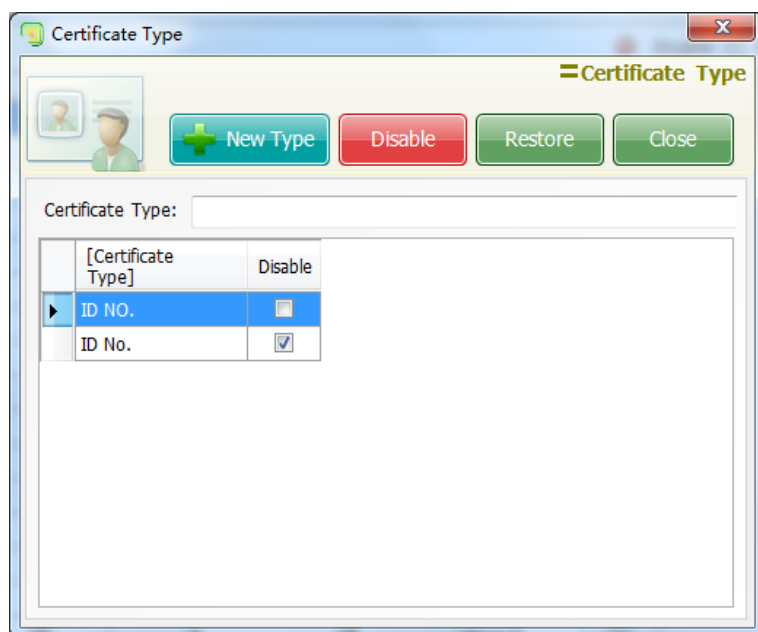 Certificate Type
Certificate Type
New Type Disable Restore Close
Certificate Type:
[Certificate
Type] Disable
ID NO.
ID No.